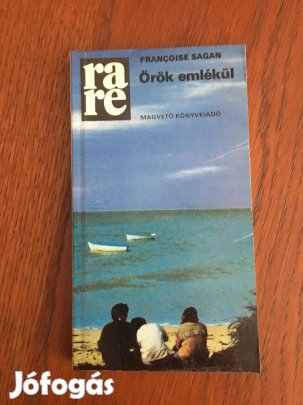 ra
re
FRANÇOISE SAGAN
Örök emlékül
MAGVETŐ KÖNYVKIADÓ
Jófogás